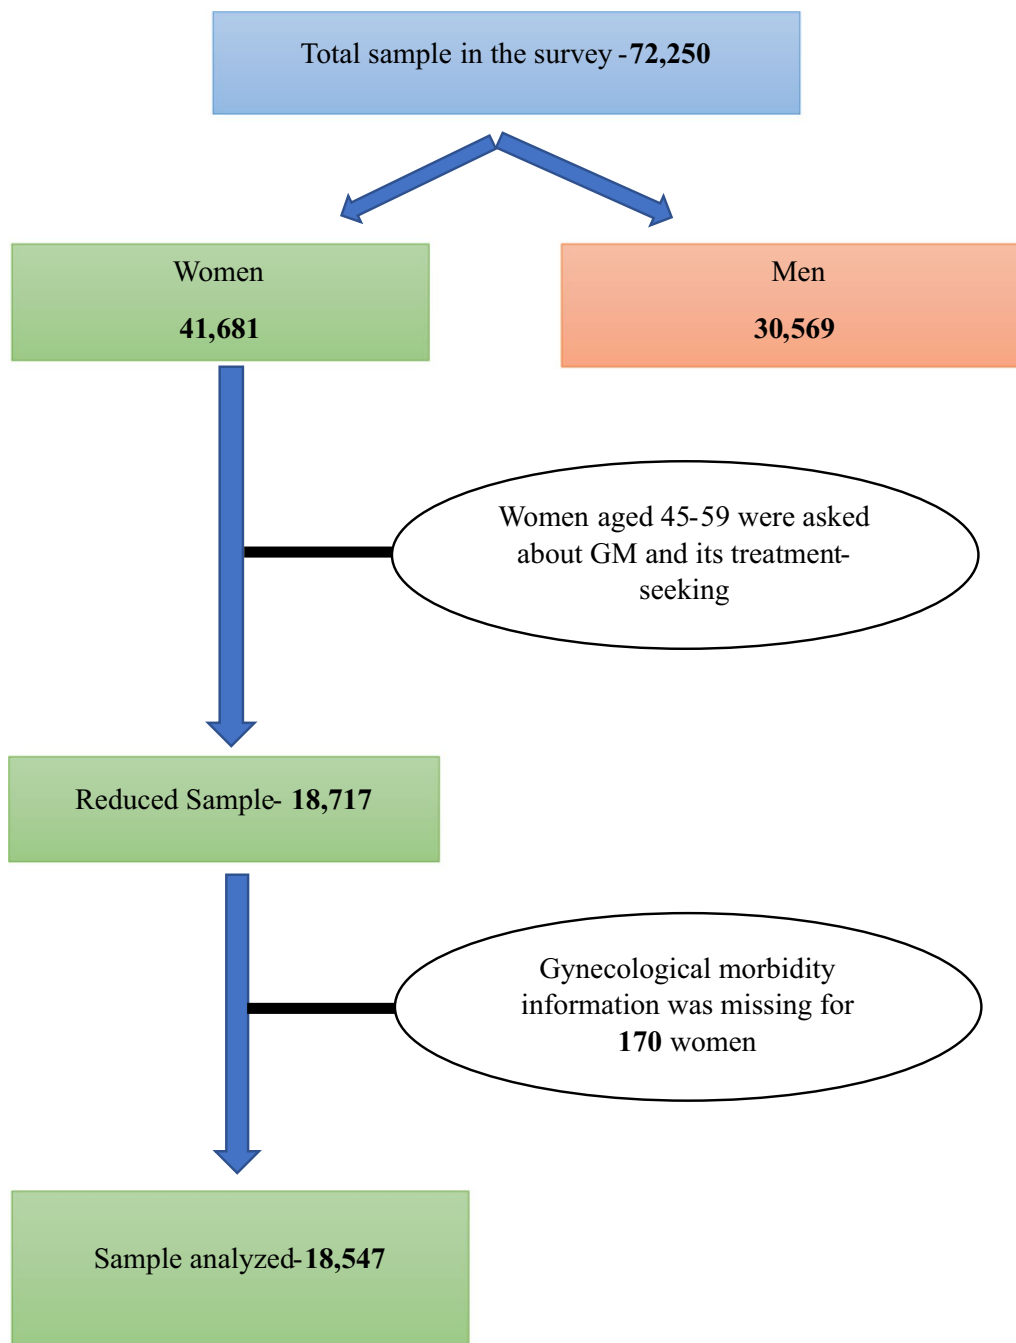 Total sample in the survey -72,250
Women
41,681
Men
30,569
Women aged 45-59 were asked
about GM and its treatment-
seeking
Reduced Sample- 18,717
Gynecological morbidity
information was missing for
170 women
Sample analyzed-18,547